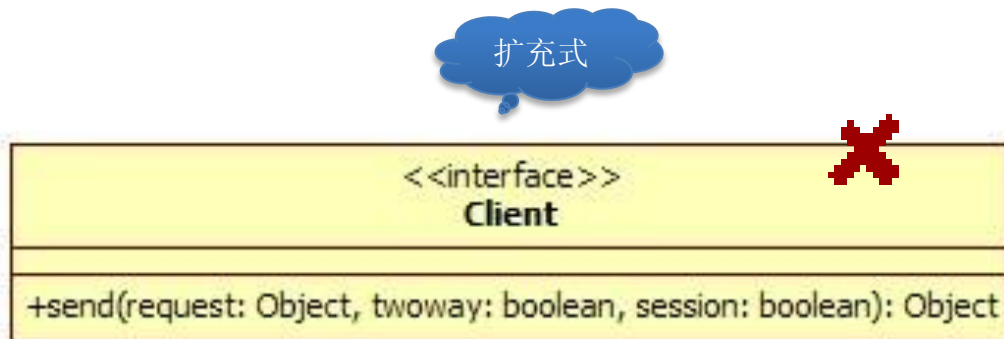 扩充式
<<interface>>
Client
+send(request: Object, twoway: boolean, session: boolean): Object